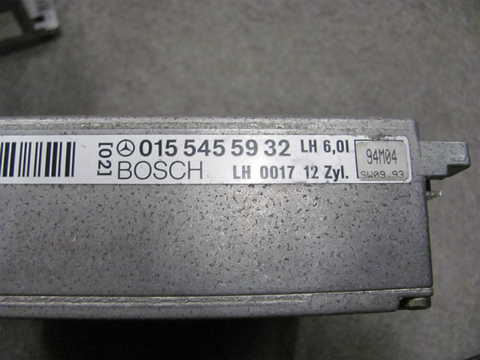 [02] 015 545 59 32 LH 6,0l 94M04
BOSCH LH 0017 12 Zyl. SW09.93